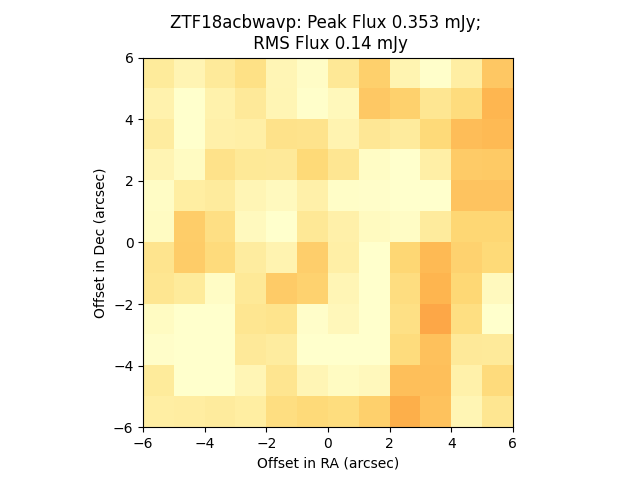 ZTF18acbwavp: Peak Flux 0.353 mJy;
RMS Flux 0.14 mJy
6
4
2
0
−2
−4
−6
Offset in Dec (arcsec)
−6 −4 −2 0 2 4 6
Offset in RA (arcsec)